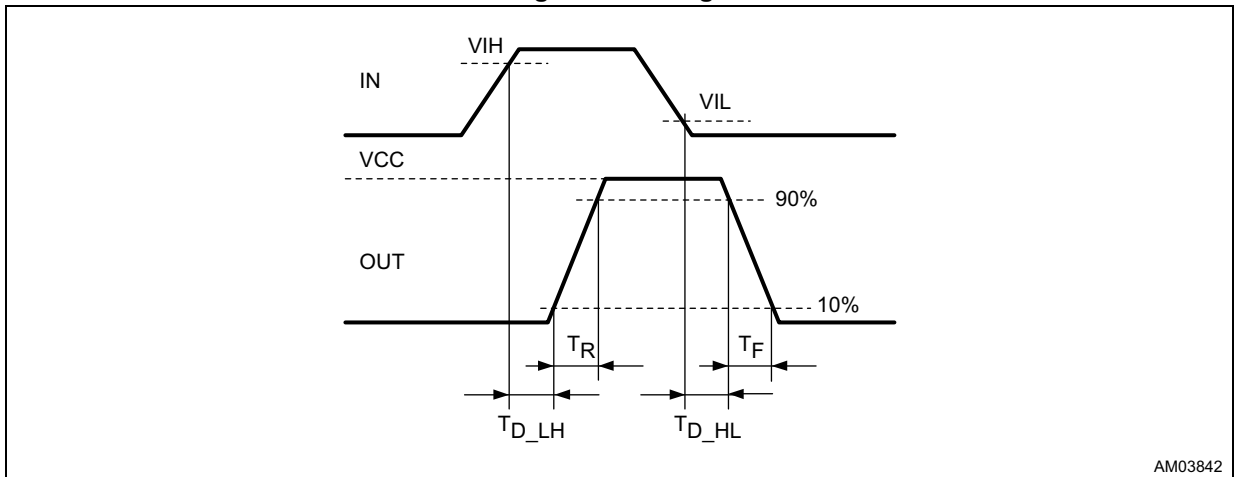 VIH
IN
VIL
VCC
90%
OUT
10%
TR
TF
TD_LH
TD_HL
AM03842